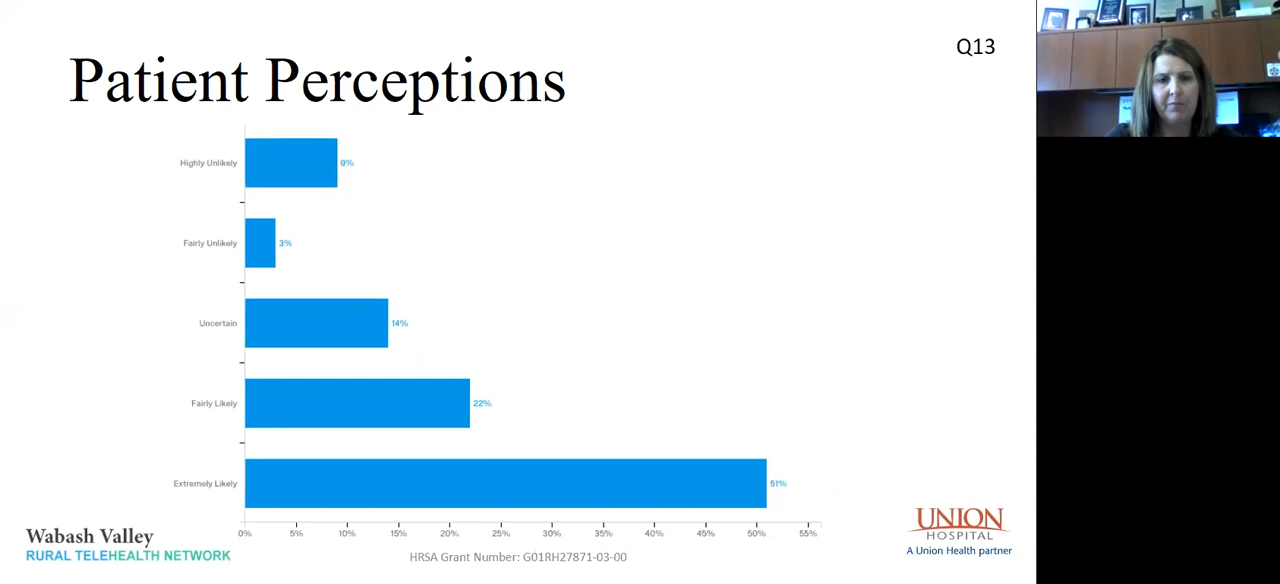 Q13
Patient Perceptions
Highly Unlikely
9%
Fairly Unlikely
3%
Uncertain
14%
Fairly Likely
22%
Extremely Likely
51%
0% 5% 10% 15% 20% 25% 30% 35% 40% 45% 50% 55%
Wabash Valley
RURAL TELEHEALTH NETWORK
HRSA Grant Number: G01RH27871-03-00
UNION
HOSPITAL
A Union Health partner